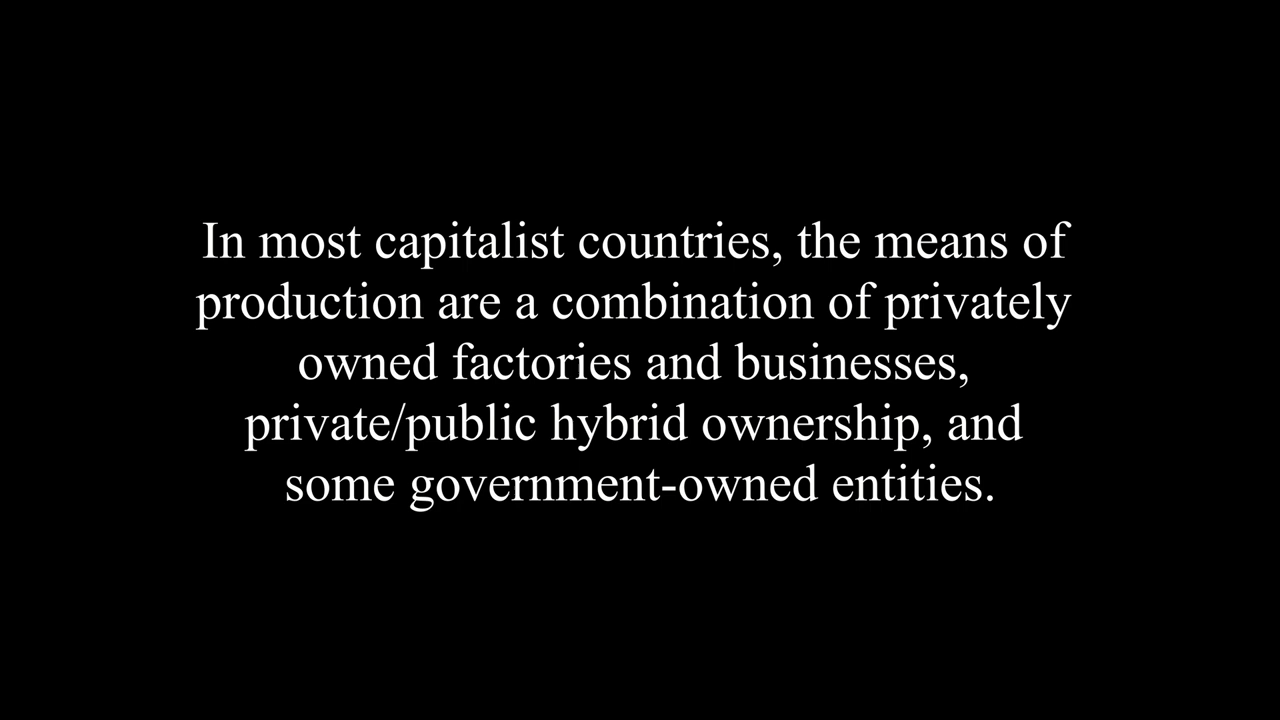 In most capitalist countries, the means of
production are a combination of privately
owned factories and businesses,
private/public hybrid ownership, and
some government-owned entities.